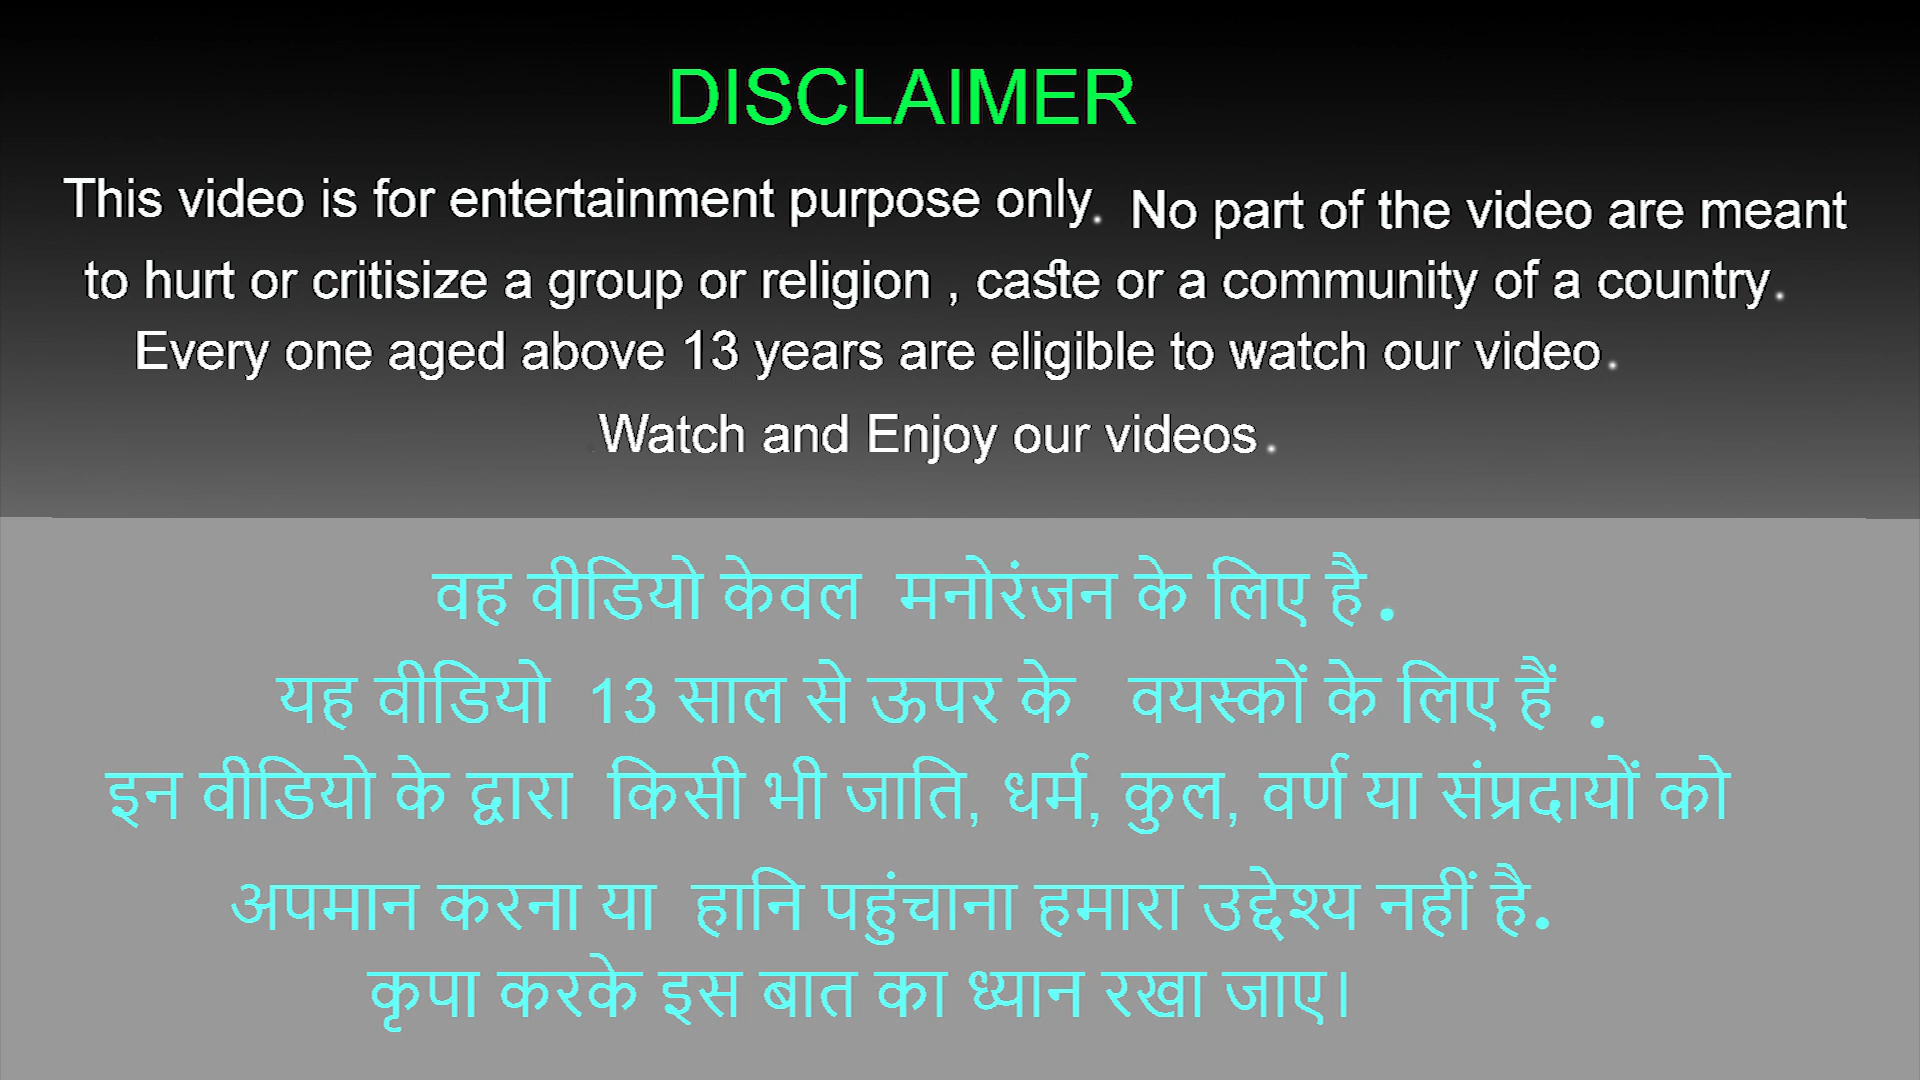 DISCLAIMER
This video is for entertainment purpose only. No part of the video are meant
to hurt or critisize a group or religion , caste or a community of a country.
Every one aged above 13 years are eligible to watch our video.
Watch and Enjoy our videos.
वह वीडियो केवल मनोरंजन के लिए है.
यह वीडियो 13 साल से ऊपर के वयस्कों के लिए हैं .
इन वीडियो के द्वारा किसी भी जाति, धर्म, कुल, वर्ण या संप्रदायों को
अपमान करना या हानि पहुंचाना हमारा उद्देश्य नहीं है.
कृपा करके इस बात का ध्यान रखा जाए।